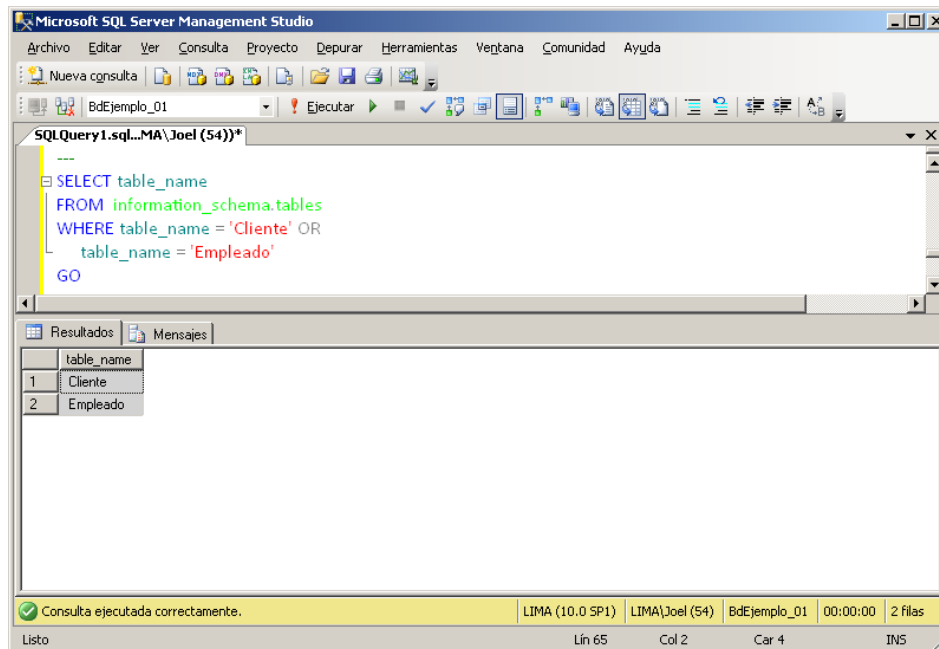 Microsoft SQL Server Management Studio
Archivo Editar Ver Consulta Proyecto Depurar Herramientas Ventana Comunidad Ayuda
Nueva consulta
BdEjemplo_01 Ejecutar
SQLQuery1.sql...MA\Joel (54))*
---
SELECT table_name
FROM information_schema.tables
WHERE table_name = 'Cliente' OR
table_name = 'Empleado'
GO
Resultados Mensajes
table_name
1 Cliente
2 Empleado
Consulta ejecutada correctamente. LIMA (10.0 SP1) LIMA\Joel (54) BdEjemplo_01 00:00:00 2 filas
Listo Lín 65 Col 2 Car 4 INS